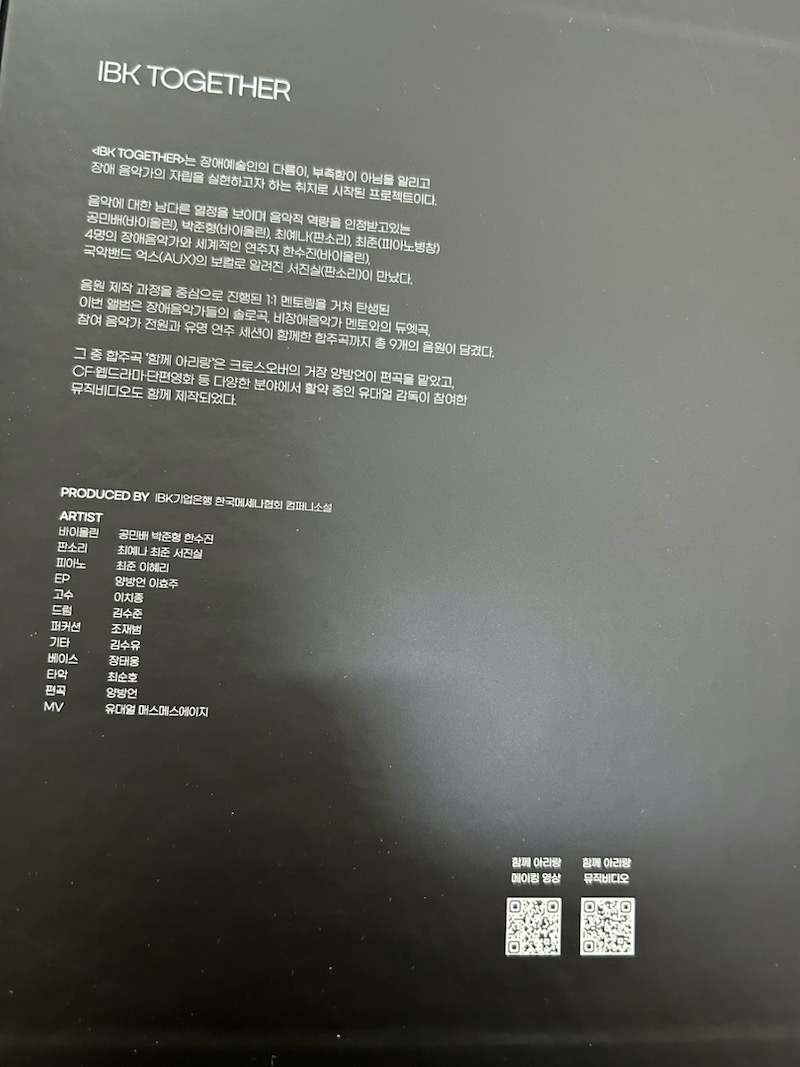 IBK TOGETHER
<IBK TOGETHER>는 장애예술인의 다름이, 부족함이 아님을 알리고
장애 음악가의 자립을 실현하고자 하는 취지로 시작된 프로젝트이다.
음악에 대한 남다른 열정을 보이며 음악적 역량을 인정받고있는
공민배(바이올린), 박준형(바이올린), 최예나(판소리), 최준(피아노병창)
4명의 장애음악가와 세계적인 연주자 한수진(바이올린),
국악밴드 억스(AUX)의 보컬로 알려진 서진실(판소리)이 만났다.
음원 제작 과정을 중심으로 진행된 1:1 멘토링을 거쳐 탄생된
이번 앨범은 장애음악가들의 솔로곡, 비장애음악가 멘토와의 듀엣곡,
참여 음악가 전원과 유명 연주 세션이 함께한 합주곡까지 총 9개의 음원이 담겼다.
그 중 합주곡 '함께 아리랑'은 크로스오버의 거장 양방언이 편곡을 맡았고,
CF·웹드라마·단편영화 등 다양한 분야에서 활약 중인 유대얼 감독이 참여한
뮤직비디오도 함께 제작되었다.
PRODUCED BY IBK기업은행 한국메세나협회 컴퍼니소설
ARTIST
바이올린 공민배 박준형 한수진
판소리 최예나 최준 서진실
피아노 최준 이혜리
EP 양방언 이효주
고수 이치종
드럼 김수준
퍼커션 조재범
기타 김수유
베이스 장태웅
타악 최순호
편곡 양방언
MV 유대얼 매스메스에이지
함께 아리랑 함께 아리랑
메이킹 영상 뮤직비디오